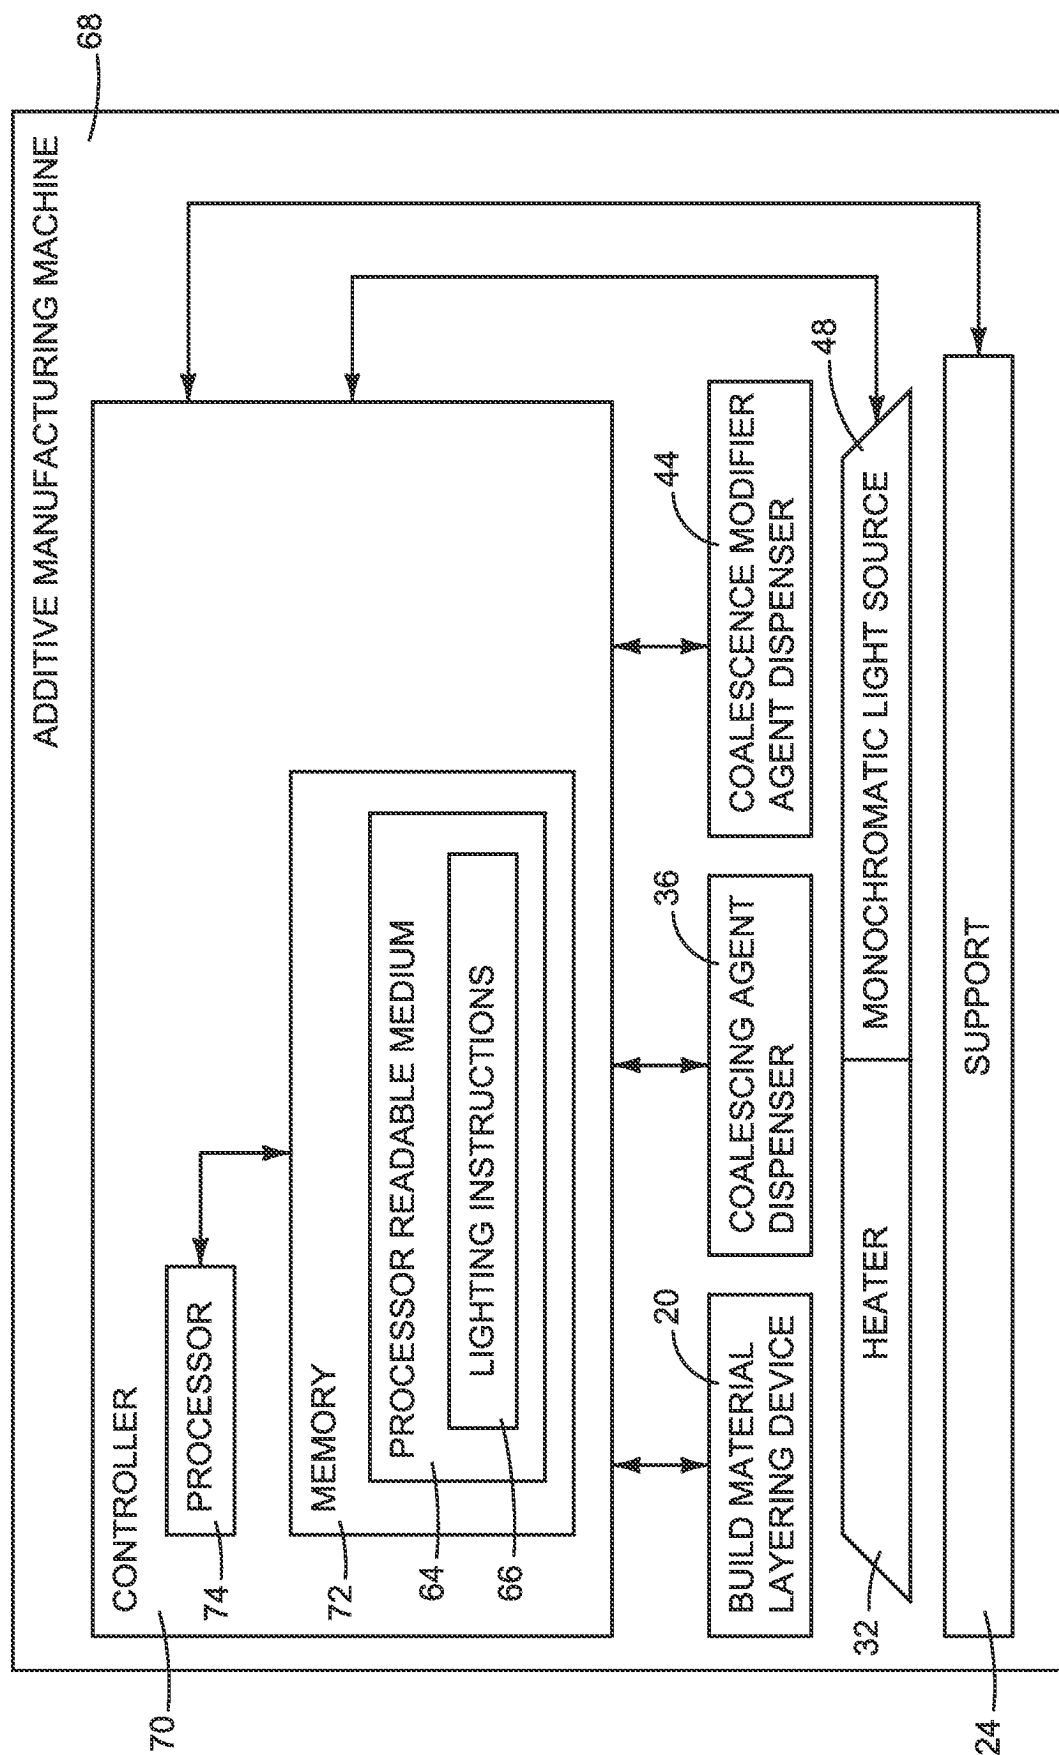 68
ADDITIVE MANUFACTURING MACHINE
CONTROLLER
70
PROCESSOR
74
MEMORY
72
PROCESSOR READABLE MEDIUM
64
LIGHTING INSTRUCTIONS
66
BUILD MATERIAL
LAYERING DEVICE
20
COALESCING AGENT
DISPENSER
36
COALESCENCE MODIFIER
AGENT DISPENSER
44
HEATER
32
MONOCHROMATIC LIGHT SOURCE
48
SUPPORT
24